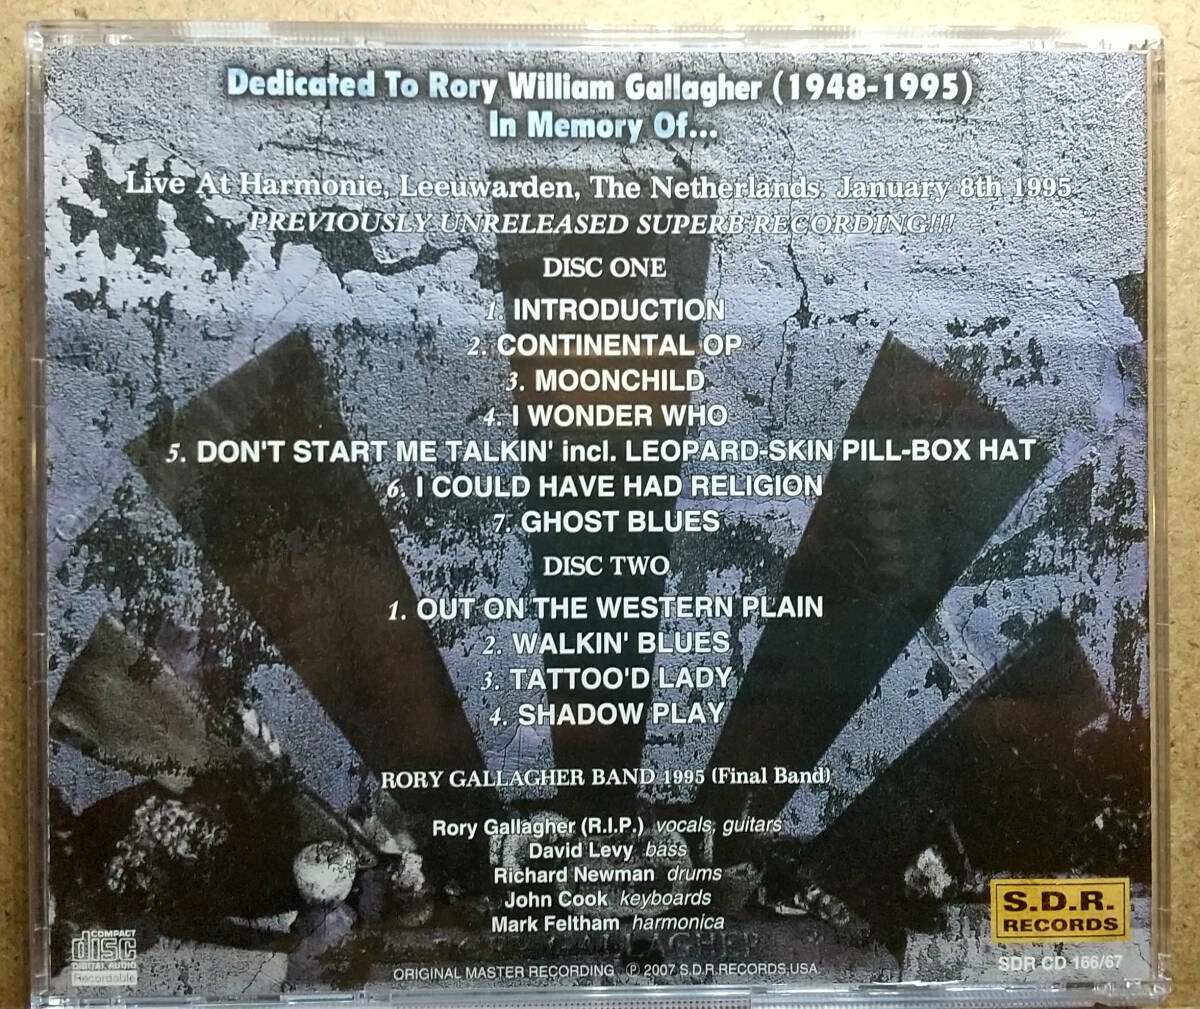 Dedicated To Rory William Gallagher (1948-1995)
In Memory Of...
Live At Harmonie, Leeuwarden, The Netherlands. January 8th 1995
PREVIOUSLY UNRELEASED SUPERB RECORDING!!!
DISC ONE
1. INTRODUCTION
2. CONTINENTAL OP
3. MOONCHILD
4. I WONDER WHO
5. DON'T START ME TALKIN' incl. LEOPARD-SKIN PILL-BOX HAT
6. I COULD HAVE HAD RELIGION
7. GHOST BLUES
DISC TWO
1. OUT ON THE WESTERN PLAIN
2. WALKIN' BLUES
3. TATTOO'D LADY
4. SHADOW PLAY
RORY GALLAGHER BAND 1995 (Final Band)
Rory Gallagher (R.I.P.) vocals, guitars
David Levy bass
Richard Newman drums
John Cook keyboards
Mark Feltham harmonica
GALLAGHER
COMPACT
disc
DIGITAL AUDIO
Recordable
ORIGINAL MASTER RECORDING ℗ 2007 S.D.R.RECORDS,USA.
S.D.R.
RECORDS
SDR CD 166/67